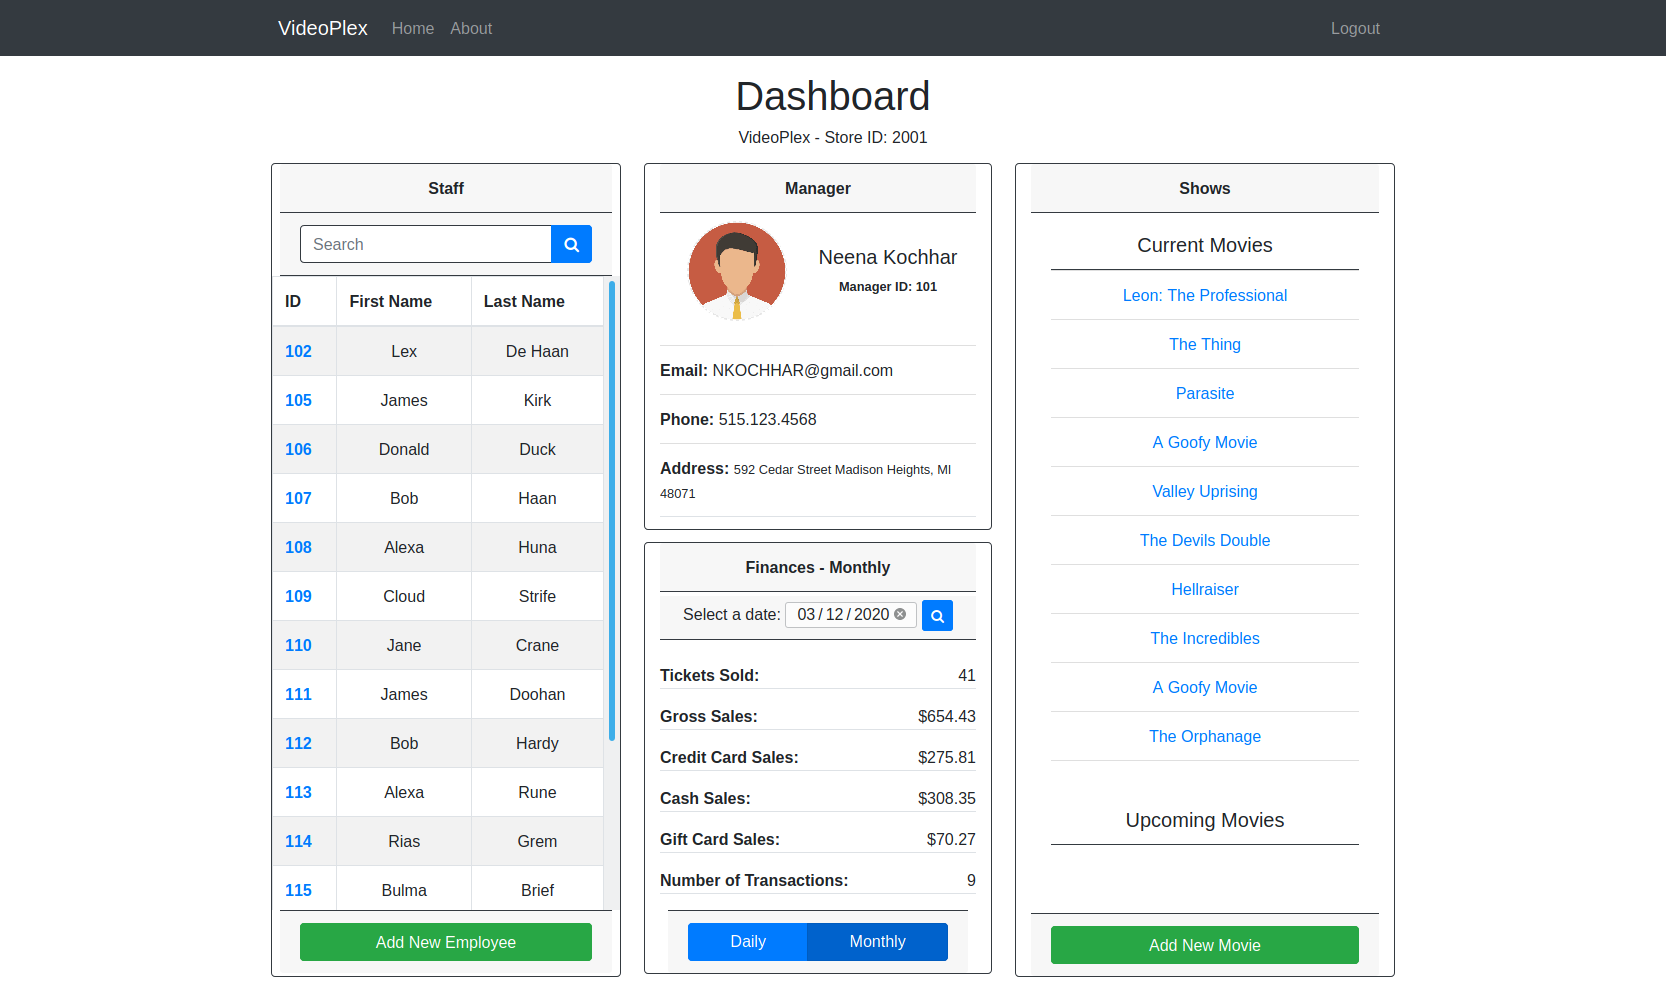 VideoPlex Home About Logout
Dashboard
VideoPlex - Store ID: 2001
Staff
Search
ID First Name Last Name
102 Lex De Haan
105 James Kirk
106 Donald Duck
107 Bob Haan
108 Alexa Huna
109 Cloud Strife
110 Jane Crane
111 James Doohan
112 Bob Hardy
113 Alexa Rune
114 Rias Grem
115 Bulma Brief
Add New Employee
Manager
Neena Kochhar
Manager ID: 101
Email: NKOCHHAR@gmail.com
Phone: 515.123.4568
Address: 592 Cedar Street Madison Heights, MI
48071
Finances - Monthly
Select a date: 03/12/2020
Tickets Sold: 41
Gross Sales: $654.43
Credit Card Sales: $275.81
Cash Sales: $308.35
Gift Card Sales: $70.27
Number of Transactions: 9
Daily Monthly
Shows
Current Movies
Leon: The Professional
The Thing
Parasite
A Goofy Movie
Valley Uprising
The Devils Double
Hellraiser
The Incredibles
A Goofy Movie
The Orphanage
Upcoming Movies
Add New Movie